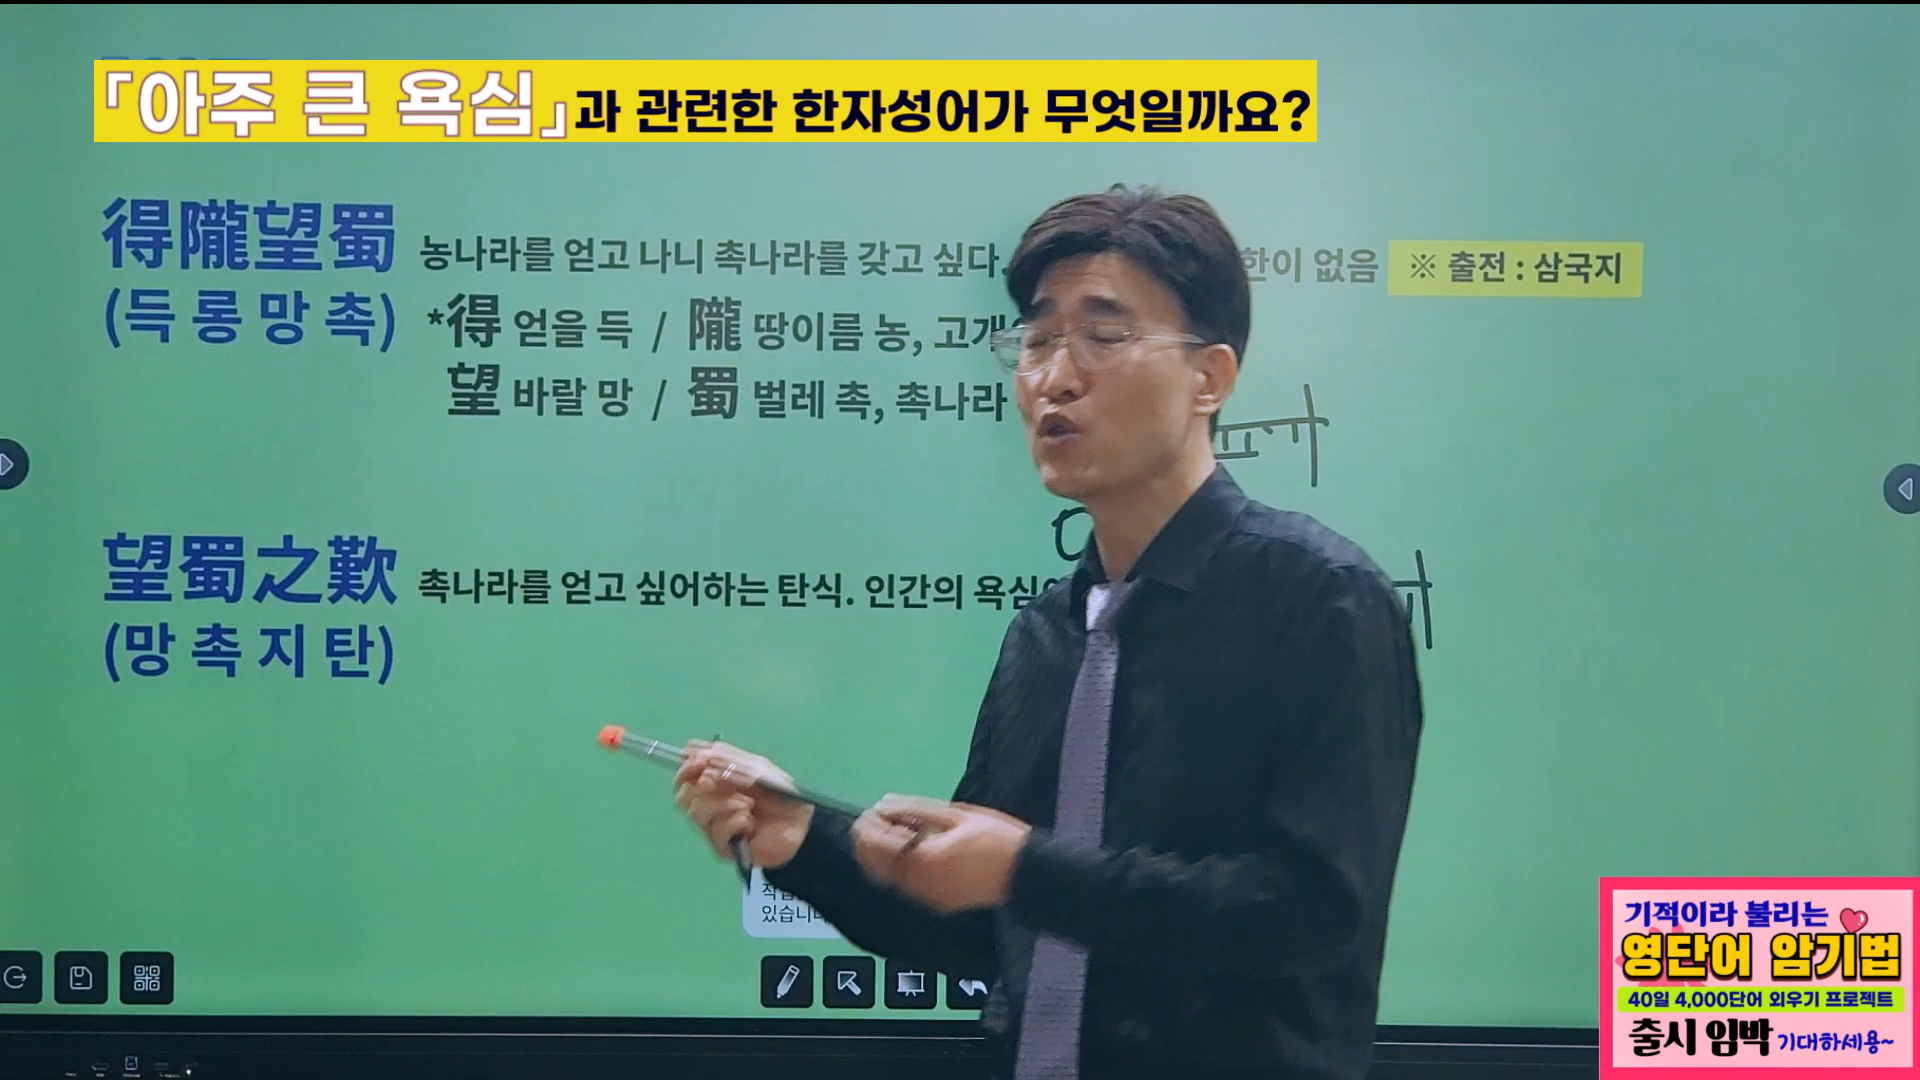 「아주 큰 욕심」과 관련한 한자성어가 무엇일까요?
得隴望蜀 농나라를 얻고 나니 촉나라를 갖고 싶다. 한이 없음 ※ 출전 : 삼국지
(득 롱 망 촉) *得 얻을 득 / 隴 땅이름 농, 고개
望 바랄 망 / 蜀 벌레 촉, 촉나라
望蜀之歎 촉나라를 얻고 싶어하는 탄식. 인간의 욕심
(망 촉 지 탄)
있습니다
기적이라 불리는
영단어 암기법
40일 4,000단어 외우기 프로젝트
출시 임박 기대하세용~